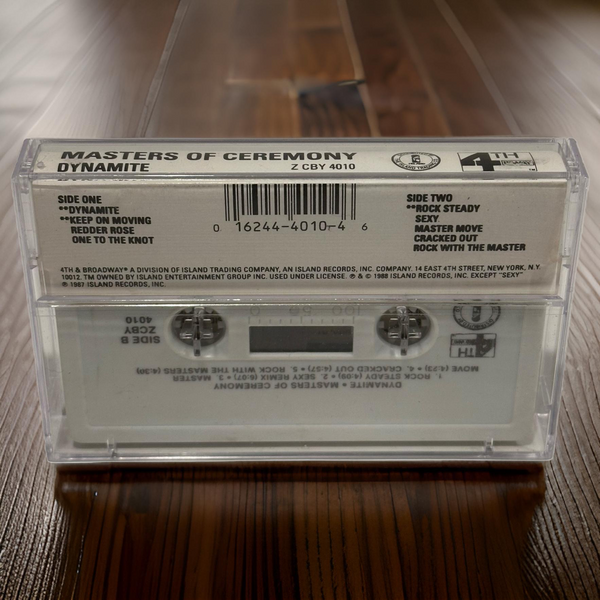 MASTERS OF CEREMONY
DYNAMITE Z CBY 4010
4TH
SIDE ONE
**DYNAMITE
**KEEP ON MOVING
REDDER ROSE
ONE TO THE KNOT
0 16244-4010-4 6
SIDE TWO
**ROCK STEADY
SEXY
MASTER MOVE
CRACKED OUT
ROCK WITH THE MASTER
4TH & BROADWAY® A DIVISION OF ISLAND TRADING COMPANY, AN ISLAND RECORDS, INC. COMPANY. 14 EAST 4TH STREET, NEW YORK, N.Y.
10012. TM OWNED BY ISLAND ENTERTAINMENT GROUP INC. USED UNDER LICENSE. ℗ & © 1988 ISLAND RECORDS, INC. EXCEPT "SEXY"
℗ 1987 ISLAND RECORDS, INC.
DYNAMITE • MASTERS OF CEREMONY
1. ROCK STEADY (4:09) • 2. SEXY REMIX (6:07) • 3. MASTER
MOVE (4:23) • 4. CRACKED OUT (4:57) • 5. ROCK WITH THE MASTERS (4:38)
4TH
SIDE B
ZCBY
4010
100 50 0